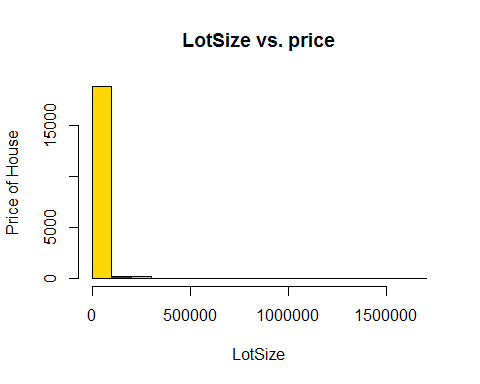 LotSize vs. price
Price of House
15000
5000
0
0 500000 1000000 1500000
LotSize